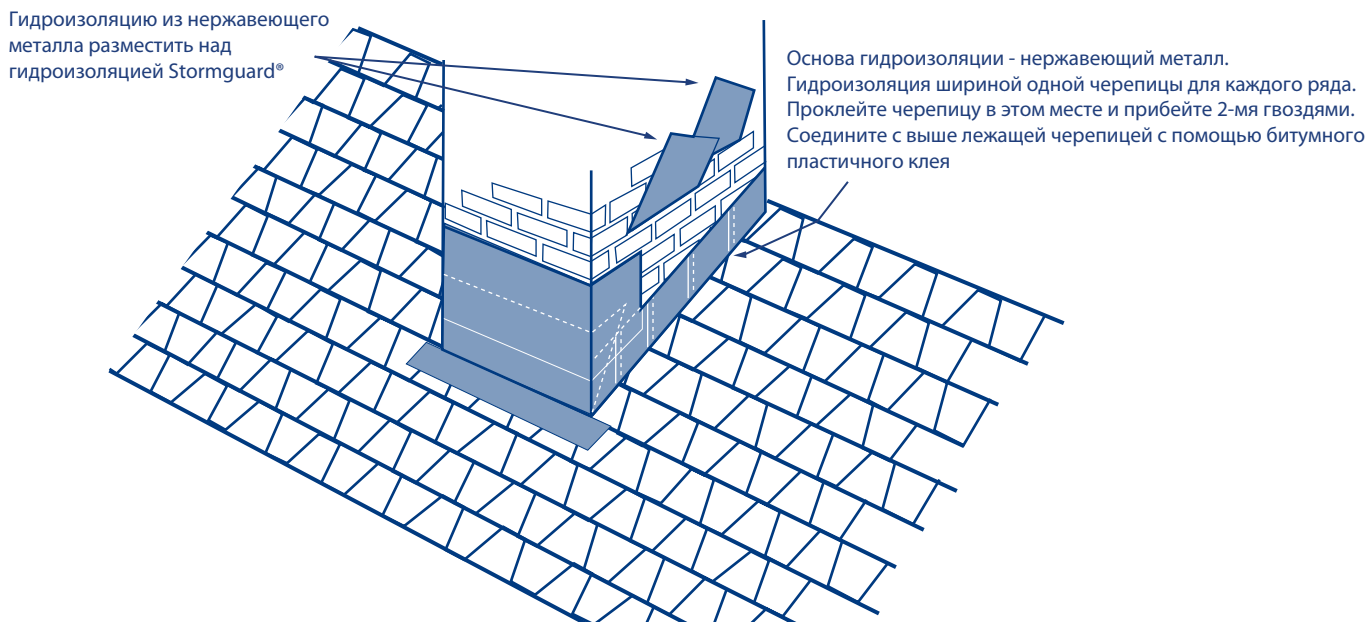 Гидроизоляцию из нержавеющего
металла разместить над
гидроизоляцией Stormguard®
Основа гидроизоляции - нержавеющий металл.
Гидроизоляция шириной одной черепицы для каждого ряда.
Проклейте черепицу в этом месте и прибейте 2-мя гвоздями.
Соедините с выше лежащей черепицей с помощью битумного
пластичного клея